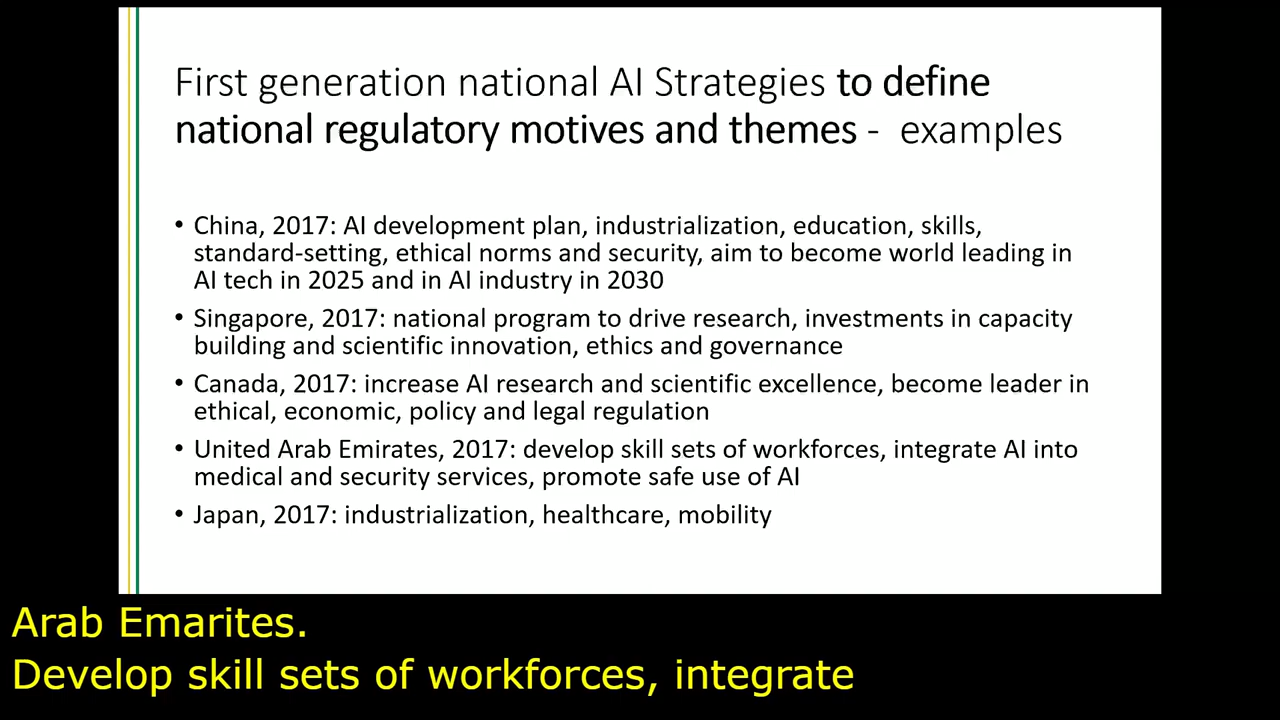 First generation national AI Strategies to define
national regulatory motives and themes - examples
• China, 2017: AI development plan, industrialization, education, skills,
standard-setting, ethical norms and security, aim to become world leading in
AI tech in 2025 and in AI industry in 2030
• Singapore, 2017: national program to drive research, investments in capacity
building and scientific innovation, ethics and governance
• Canada, 2017: increase AI research and scientific excellence, become leader in
ethical, economic, policy and legal regulation
• United Arab Emirates, 2017: develop skill sets of workforces, integrate AI into
medical and security services, promote safe use of AI
• Japan, 2017: industrialization, healthcare, mobility
Arab Emarites.
Develop skill sets of workforces, integrate